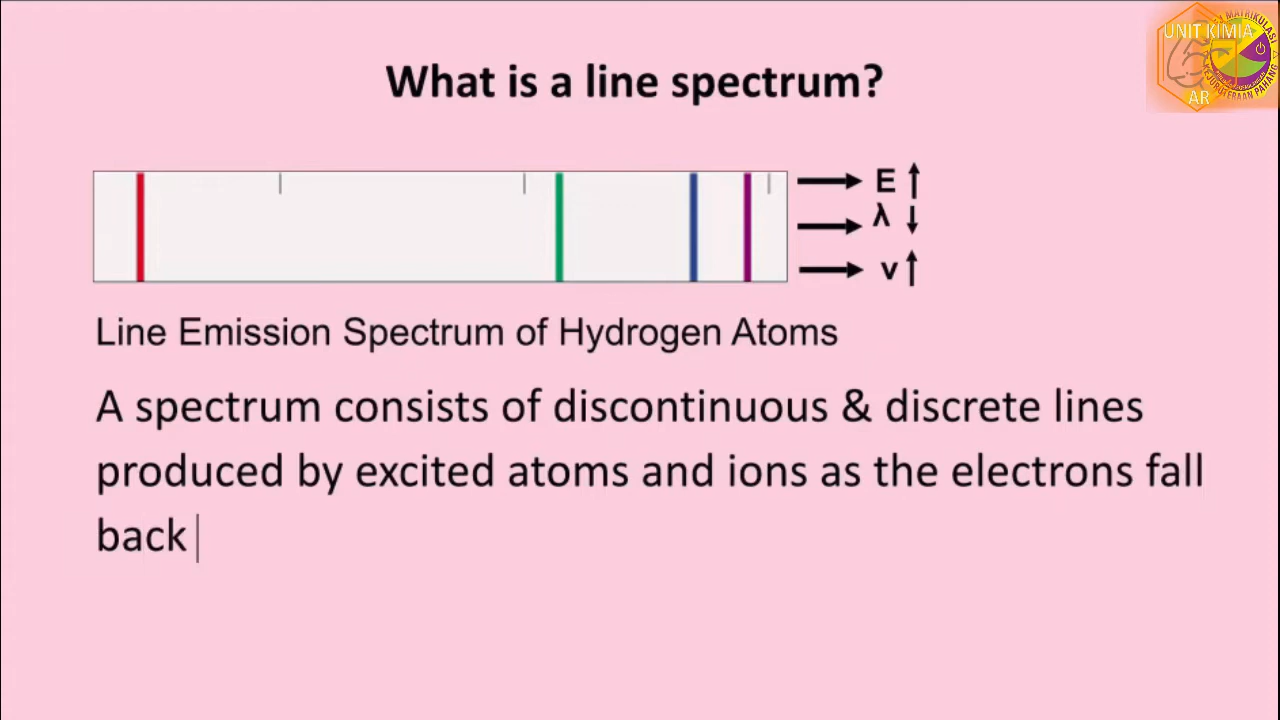 What is a line spectrum?
UNIT KIMIA
AR
E
λ
v
Line Emission Spectrum of Hydrogen Atoms
A spectrum consists of discontinuous & discrete lines
produced by excited atoms and ions as the electrons fall
back